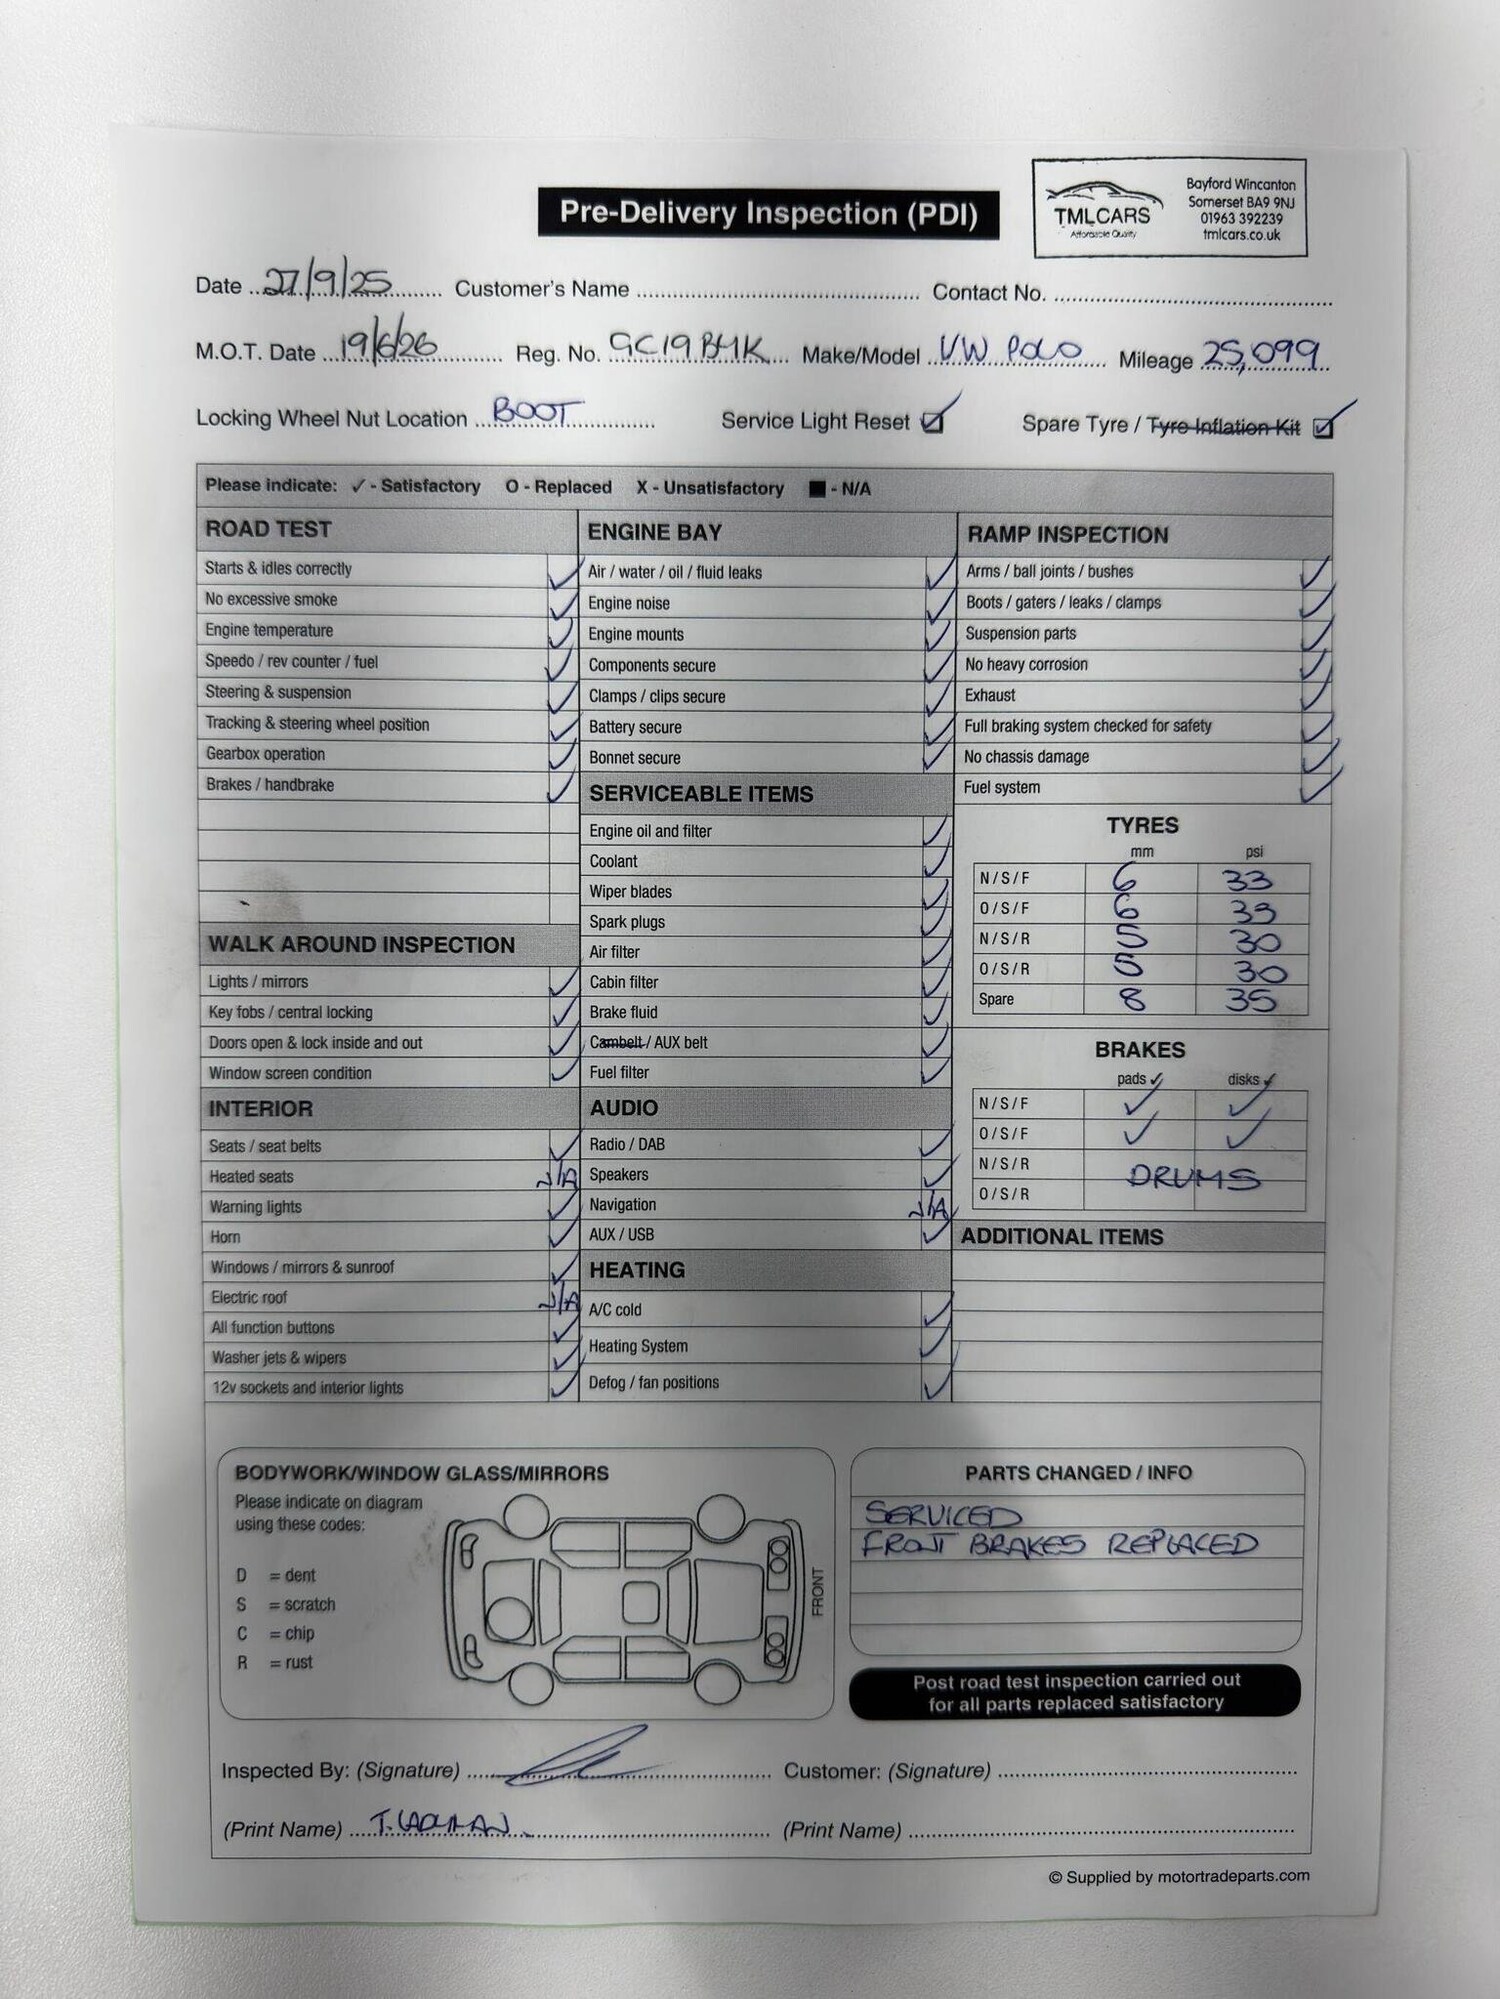 Pre-Delivery Inspection (PDI)
TMLCARS
Affordable Quality
Bayford Wincanton
Somerset BA9 9NJ
01963 392239
tmlcars.co.uk
Date 27/9/25 Customer's Name Contact No.
M.O.T. Date 19/6/26 Reg. No. GC19 Make/Model VW POLO Mileage 25,099
Locking Wheel Nut Location BOOT Service Light Reset ✓ Spare Tyre / Tyre Inflation Kit ✓
Please indicate: ✓ - Satisfactory O - Replaced X - Unsatisfactory ■ - N/A
ROAD TEST
Starts & idles correctly ✓
No excessive smoke ✓
Engine temperature ✓
Speedo / rev counter / fuel ✓
Steering & suspension ✓
Tracking & steering wheel position ✓
Gearbox operation ✓
Brakes / handbrake ✓
WALK AROUND INSPECTION
Lights / mirrors ✓
Key fobs / central locking ✓
Doors open & lock inside and out ✓
Window screen condition ✓
INTERIOR
Seats / seat belts ✓
Heated seats N/A
Warning lights ✓
Horn ✓
Windows / mirrors & sunroof ✓
Electric roof N/A
All function buttons ✓
Washer jets & wipers ✓
12v sockets and interior lights ✓
ENGINE BAY
Air / water / oil / fluid leaks ✓
Engine noise ✓
Engine mounts ✓
Components secure ✓
Clamps / clips secure ✓
Battery secure ✓
Bonnet secure ✓
SERVICEABLE ITEMS
Engine oil and filter ✓
Coolant ✓
Wiper blades ✓
Spark plugs ✓
Air filter ✓
Cabin filter ✓
Brake fluid ✓
Cambelt / AUX belt ✓
Fuel filter ✓
AUDIO
Radio / DAB ✓
Speakers ✓
Navigation N/A
AUX / USB ✓
HEATING
A/C cold ✓
Heating System ✓
Defog / fan positions ✓
RAMP INSPECTION
Arms / ball joints / bushes ✓
Boots / gaters / leaks / clamps ✓
Suspension parts ✓
No heavy corrosion ✓
Exhaust ✓
Full braking system checked for safety ✓
No chassis damage ✓
Fuel system ✓
TYRES
mm psi
N/S/F 6 33
O/S/F 6 33
N/S/R 5 30
O/S/R 5 30
Spare 8 35
BRAKES
pads ✓ disks ✓
N/S/F ✓ ✓
O/S/F ✓ ✓
N/S/R DRUMS
O/S/R
ADDITIONAL ITEMS
BODYWORK/WINDOW GLASS/MIRRORS
Please indicate on diagram
using these codes:
D = dent
S = scratch
C = chip
R = rust
FRONT
PARTS CHANGED / INFO
SERVICED
FRONT BRAKES REPLACED
Post road test inspection carried out
for all parts replaced satisfactory
Inspected By: (Signature) Customer: (Signature)
(Print Name) T. (Print Name)
© Supplied by motortradeparts.com